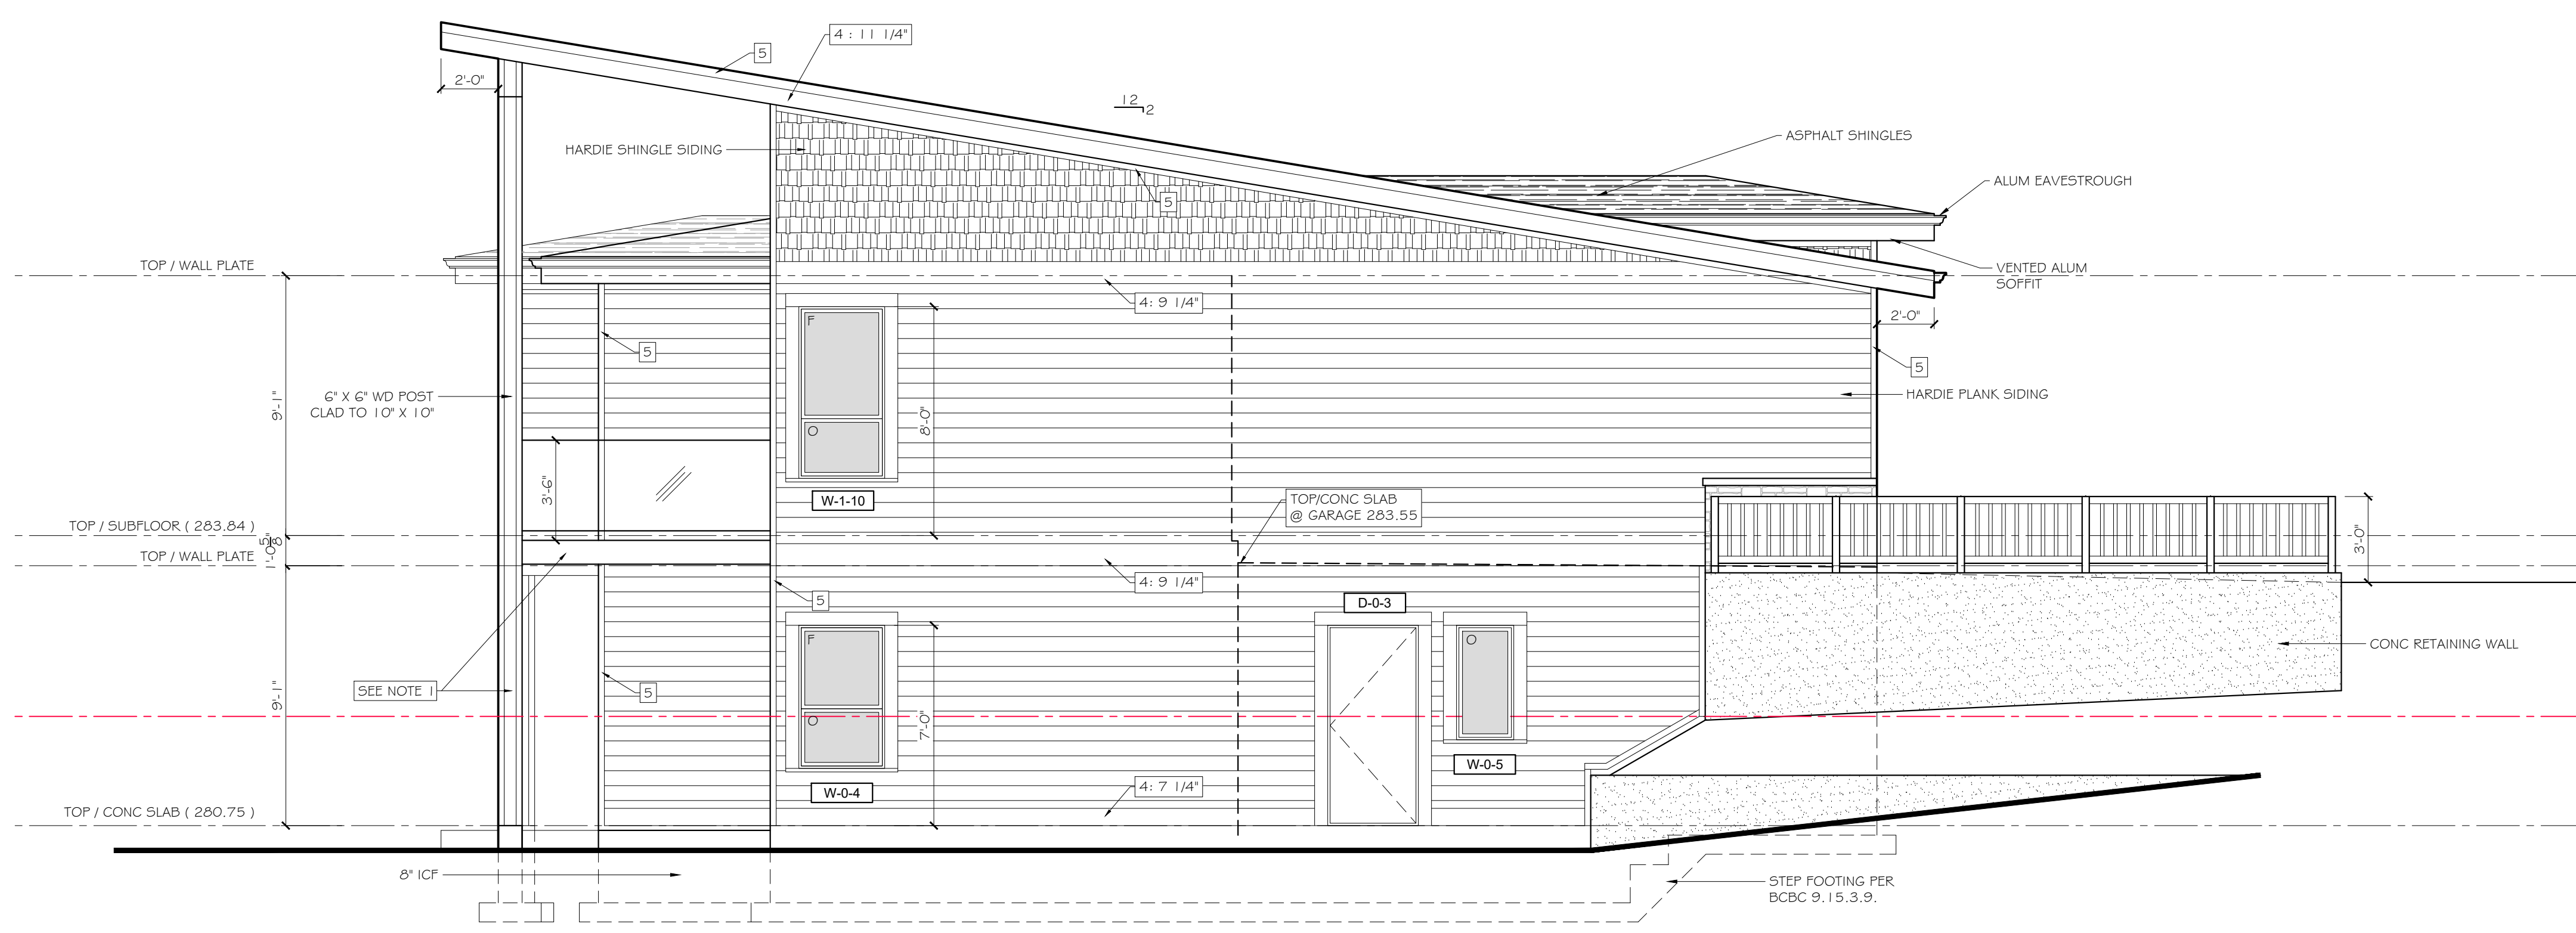 4 : 11 1/4"
5
2'-0"
12
2
HARDIE SHINGLE SIDING
ASPHALT SHINGLES
5
ALUM EAVESTROUGH
TOP / WALL PLATE
VENTED ALUM
SOFFIT
4: 9 1/4"
2'-0"
F
5
5
6" X 6" WD POST
CLAD TO 10" X 10"
HARDIE PLANK SIDING
9'-1"
8'-0"
O
3'-6"
W-1-10
TOP/CONC SLAB
@ GARAGE 283.55
TOP / SUBFLOOR ( 283.84 )
1'-0 5/8"
TOP / WALL PLATE
3'-0"
4: 9 1/4"
5
D-0-3
F
O
CONC RETAINING WALL
SEE NOTE 1
5
9'-1"
O
7'-0"
W-0-5
4: 7 1/4"
W-0-4
TOP / CONC SLAB ( 280.75 )
8" ICF
STEP FOOTING PER
BCBC 9.15.3.9.